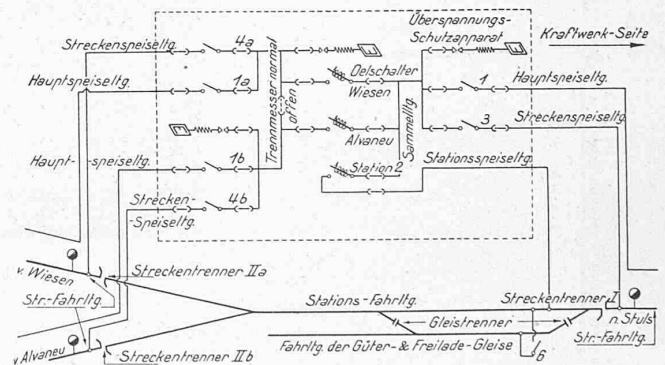 Überspannungs-
Schutzapparat
Kraftwerk-Seite
Streckenspeiseltg.
4a
Hauptspeiseltg.
1a
Trennmesser normal
offen
Oelschalter
Wiesen
1
Hauptspeiseltg.
3
Streckenspeiseltg.
Alvaneu
Sammelltg.
Haupt- -speiseltg.
1b
Station 2
Stationsspeiseltg.
Strecken-
-Speiseltg.
4b
v. Wiesen
Streckentrenner IIa
Str.-Fahrltg.
Stations-Fahrltg.
Streckentrenner I
Gleistrenner
n. Stuls
Str.-Fahrltg.
v. Alvaneu
Streckentrenner IIb
Fahrltg. der Güter- & Freilade-Gleise
6